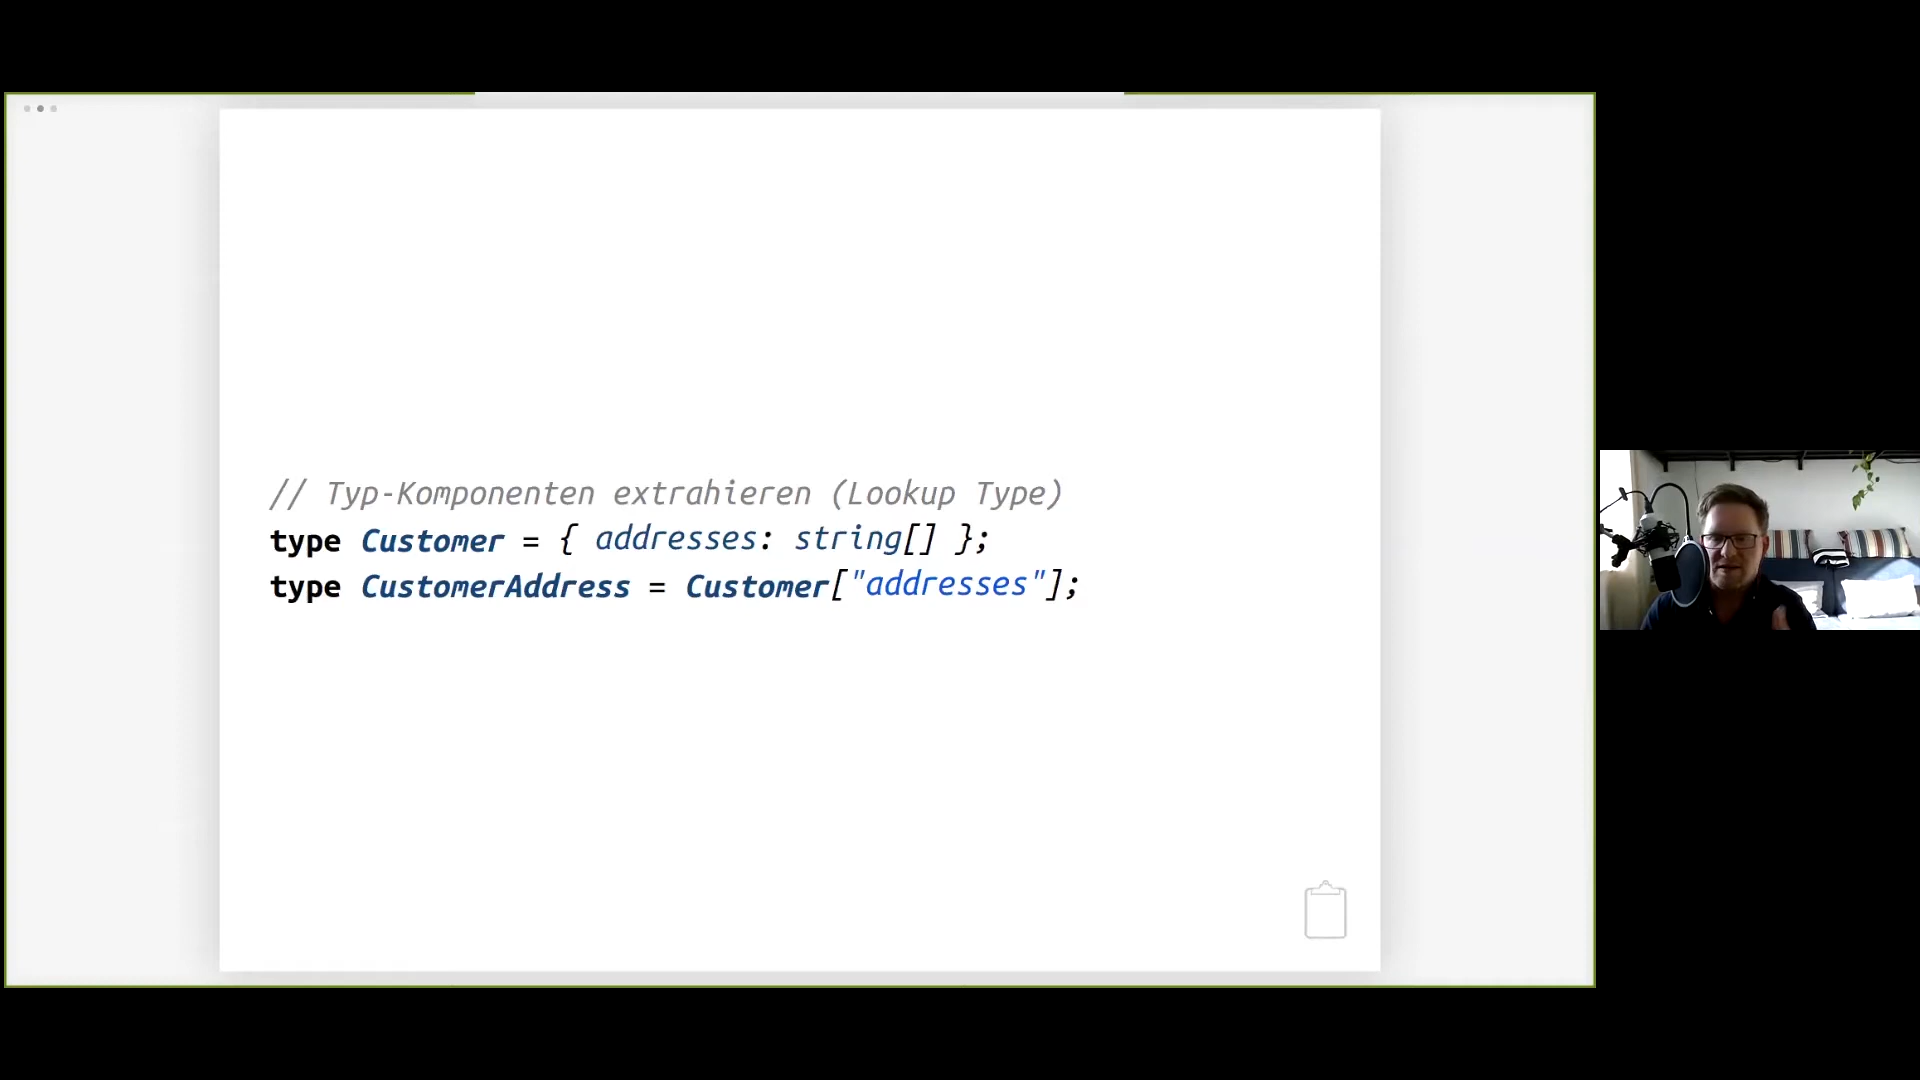 // Typ-Komponenten extrahieren (Lookup Type)
type Customer = { addresses: string[] };
type CustomerAddress = Customer["addresses"];